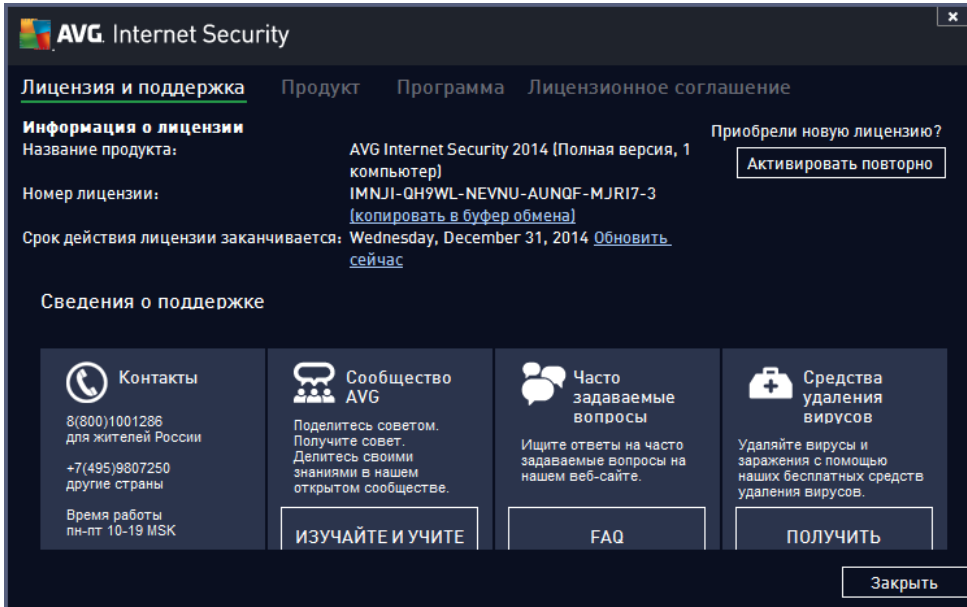 AVG. Internet Security
x
Лицензия и поддержка Продукт Программа Лицензионное соглашение
Информация о лицензии
Приобрели новую лицензию?
Активировать повторно
Название продукта: AVG Internet Security 2014 (Полная версия, 1
компьютер)
Номер лицензии: IMNJI-QH9WL-NEVNU-AUNQF-MJRI7-3
(копировать в буфер обмена)
Срок действия лицензии заканчивается: Wednesday, December 31, 2014 Обновить
сейчас
Сведения о поддержке
Контакты
8(800)1001286
для жителей России
+7(495)9807250
другие страны
Время работы
пн-пт 10-19 MSK
Сообщество
AVG
Поделитесь советом.
Получите совет.
Делитесь своими
знаниями в нашем
открытом сообществе.
ИЗУЧАЙТЕ И УЧИТЕ
Часто
задаваемые
вопросы
Ищите ответы на часто
задаваемые вопросы на
нашем веб-сайте.
FAQ
Средства
удаления
вирусов
Удаляйте вирусы и
заражения с помощью
наших бесплатных средств
удаления вирусов.
ПОЛУЧИТЬ
Закрыть